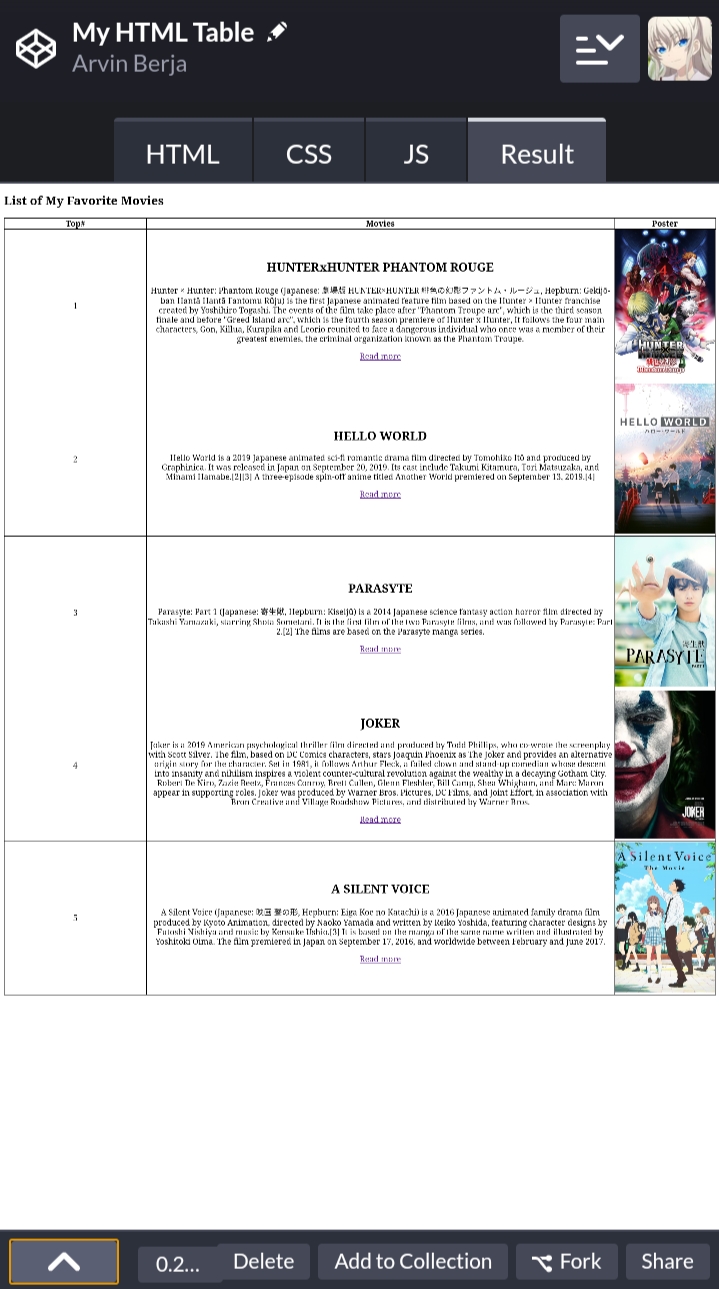 My HTML Table
Arvin Berja
HTML
CSS
JS
Result
List of My Favorite Movies
Top#
Movies
Poster
1
HUNTERxHUNTER PHANTOM ROUGE
Hunter × Hunter: Phantom Rouge (Japanese: 劇場版 HUNTER×HUNTER 緋色の幻影ファントム・ルージュ, Hepburn: Gekijō-
ban Hantā Hantā Fantomu Rōju) is the first Japanese animated feature film based on the Hunter × Hunter franchise
created by Yoshihiro Togashi. The events of the film take place after "Phantom Troupe arc", which is the third season
finale and before "Greed Island arc", which is the fourth season premiere of Hunter x Hunter, It follows the four main
characters, Gon, Killua, Kurapika and Leorio reunited to face a dangerous individual who once was a member of their
greatest enemies, the criminal organization known as the Phantom Troupe.
Read more
HUNTER
2
HELLO WORLD
Hello World is a 2019 Japanese animated sci-fi romantic drama film directed by Tomohiko Itō and produced by
Graphinica. It was released in Japan on September 20, 2019. Its cast include Takumi Kitamura, Tori Matsuzaka, and
Minami Hamabe.[2][3] A three-episode spin-off anime titled Another World premiered on September 13, 2019.[4]
Read more
HELLO WORLD
ハロー・ワールド
3
PARASYTE
Parasyte: Part 1 (Japanese: 寄生獣, Hepburn: Kiseijū) is a 2014 Japanese science fantasy action horror film directed by
Takashi Yamazaki, starring Shota Sometani. It is the first film of the two Parasyte films, and was followed by Parasyte: Part
2.[2] The films are based on the Parasyte manga series.
Read more
寄生獣
PARASYTE
PART1
4
JOKER
Joker is a 2019 American psychological thriller film directed and produced by Todd Phillips, who co-wrote the screenplay
with Scott Silver. The film, based on DC Comics characters, stars Joaquin Phoenix as The Joker and provides an alternative
origin story for the character. Set in 1981, it follows Arthur Fleck, a failed clown and stand-up comedian whose descent
into insanity and nihilism inspires a violent counter-cultural revolution against the wealthy in a decaying Gotham City.
Robert De Niro, Zazie Beetz, Frances Conroy, Brett Cullen, Glenn Fleshler, Bill Camp, Shea Whigham, and Marc Maron
appear in supporting roles. Joker was produced by Warner Bros. Pictures, DC Films, and Joint Effort, in association with
Bron Creative and Village Roadshow Pictures, and distributed by Warner Bros.
Read more
JOKER
5
A SILENT VOICE
A Silent Voice (Japanese: 映画 聲の形, Hepburn: Eiga Koe no Katachi) is a 2016 Japanese animated family drama film
produced by Kyoto Animation, directed by Naoko Yamada and written by Reiko Yoshida, featuring character designs by
Futoshi Nishiya and music by Kensuke Ushio.[3] It is based on the manga of the same name written and illustrated by
Yoshitoki Oima. The film premiered in Japan on September 17, 2016, and worldwide between February and June 2017.
Read more
A Silent Voice
The Movie
0.2...
Delete
Add to Collection
Fork
Share